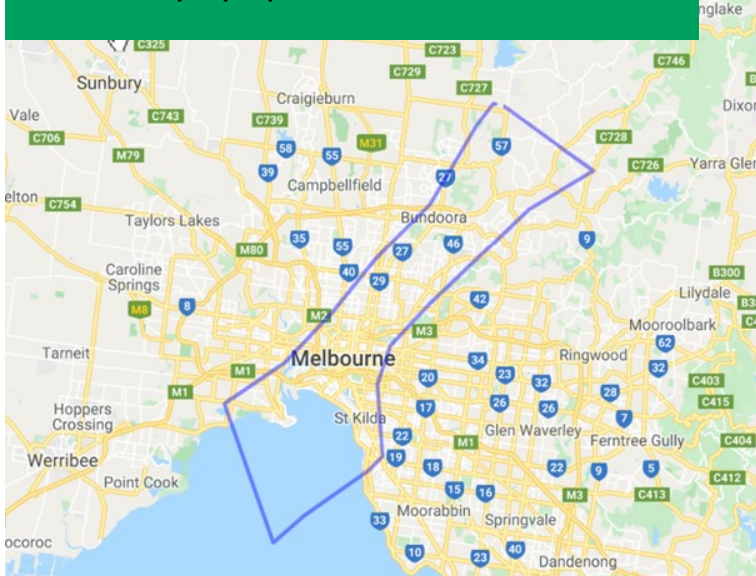 nglake
C325
C723
C746
Sunbury
C729
C727
Craigieburn
Dixon
Vale
C743
C739
C706
58
M31
57
C728
M79
55
C726
Yarra Glen
39
27
Campbellfield
elton
C754
Taylors Lakes
Bundoora
35
55
46
9
M80
27
Caroline
Springs
40
29
B300
M8
8
42
Lilydale
M2
M3
Mooroolbark
62
Tarneit
Melbourne
34
Ringwood
M1
20
23
32
32
C403
M1
28
C415
Hoppers
Crossing
17
26
26
7
St Kilda
Glen Waverley
Ferntree Gully
22
M1
C404
Werribee
19
18
22
9
5
C412
Point Cook
15
16
M3
C413
Moorabbin
33
Springvale
ocoroc
10
23
40
Dandenong